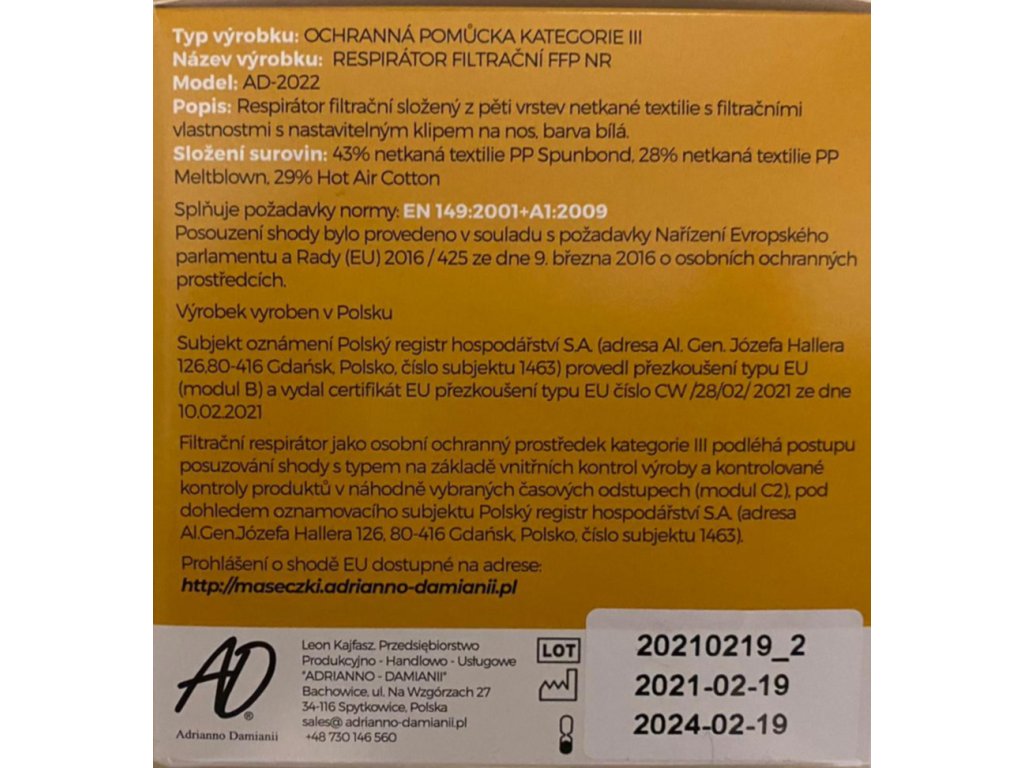 Typ výrobku: OCHRANNÁ POMŮCKA KATEGORIE III
Název výrobku: RESPIRÁTOR FILTRAČNÍ FFP NR
Model: AD-2022
Popis: Respirátor filtrační složený z pěti vrstev netkané textilie s filtračními
vlastnostmi s nastavitelným klipem na nos, barva bílá.
Složení surovin: 43% netkaná textilie PP Spunbond, 28% netkaná textilie PP
Meltblown, 29% Hot Air Cotton
Splňuje požadavky normy: EN 149:2001+A1:2009
Posouzení shody bylo provedeno v souladu s požadavky Nařízení Evropského
parlamentu a Rady (EU) 2016 / 425 ze dne 9. března 2016 o osobních ochranných
prostředcích.
Výrobek vyroben v Polsku
Subjekt oznámení Polský registr hospodářství S.A. (adresa Al. Gen. Józefa Hallera
126,80-416 Gdańsk, Polsko, číslo subjektu 1463) provedl přezkoušení typu EU
(modul B) a vydal certifikát EU přezkoušení typu EU číslo CW /28/02/ 2021 ze dne
10.02.2021
Filtrační respirátor jako osobní ochranný prostředek kategorie III podléhá postupu
posuzování shody s typem na základě vnitřních kontrol výroby a kontrolované
kontroly produktů v náhodně vybraných časových odstupech (modul C2), pod
dohledem oznamovacího subjektu Polský registr hospodářství S.A. (adresa
Al.Gen.Józefa Hallera 126, 80-416 Gdańsk, Polsko, číslo subjektu 1463).
Prohlášení o shodě EU dostupné na adrese:
http://maseczki.adrianno-damianii.pl
AD®
Adrianno Damianii
Leon Kajfasz. Przedsiębiorstwo
Produkcyjno - Handlowo - Usługowe
"ADRIANNO - DAMIANII"
Bachowice, ul. Na Wzgórzach 27
34-116 Spytkowice, Polska
sales@ adrianno-damianii.pl
+48 730 146 560
LOT 20210219_2
2021-02-19
2024-02-19